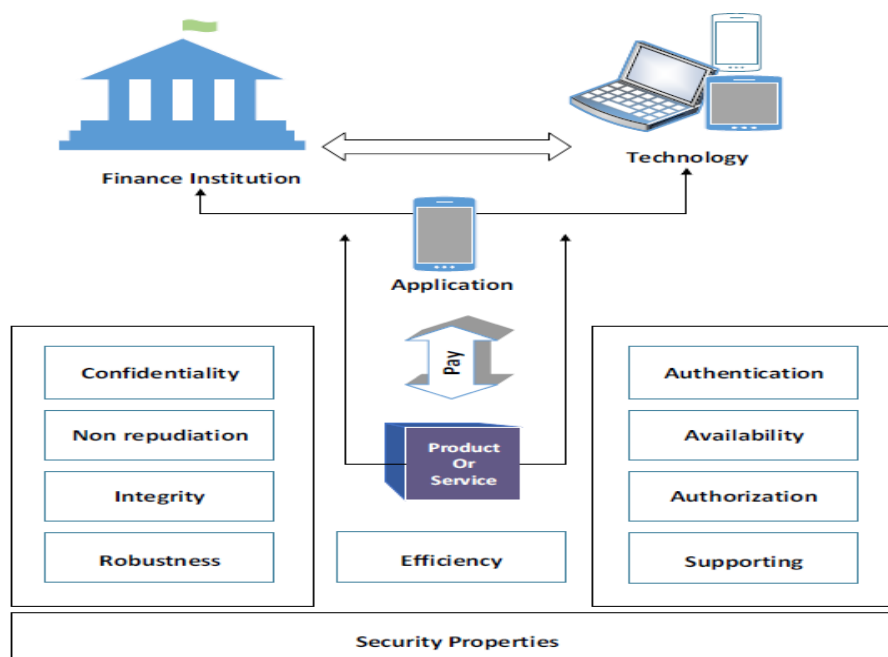 Finance Institution
Technology
Application
Pay
Confidentiality
Non repudiation
Integrity
Robustness
Product
Or
Service
Efficiency
Authentication
Availability
Authorization
Supporting
Security Properties